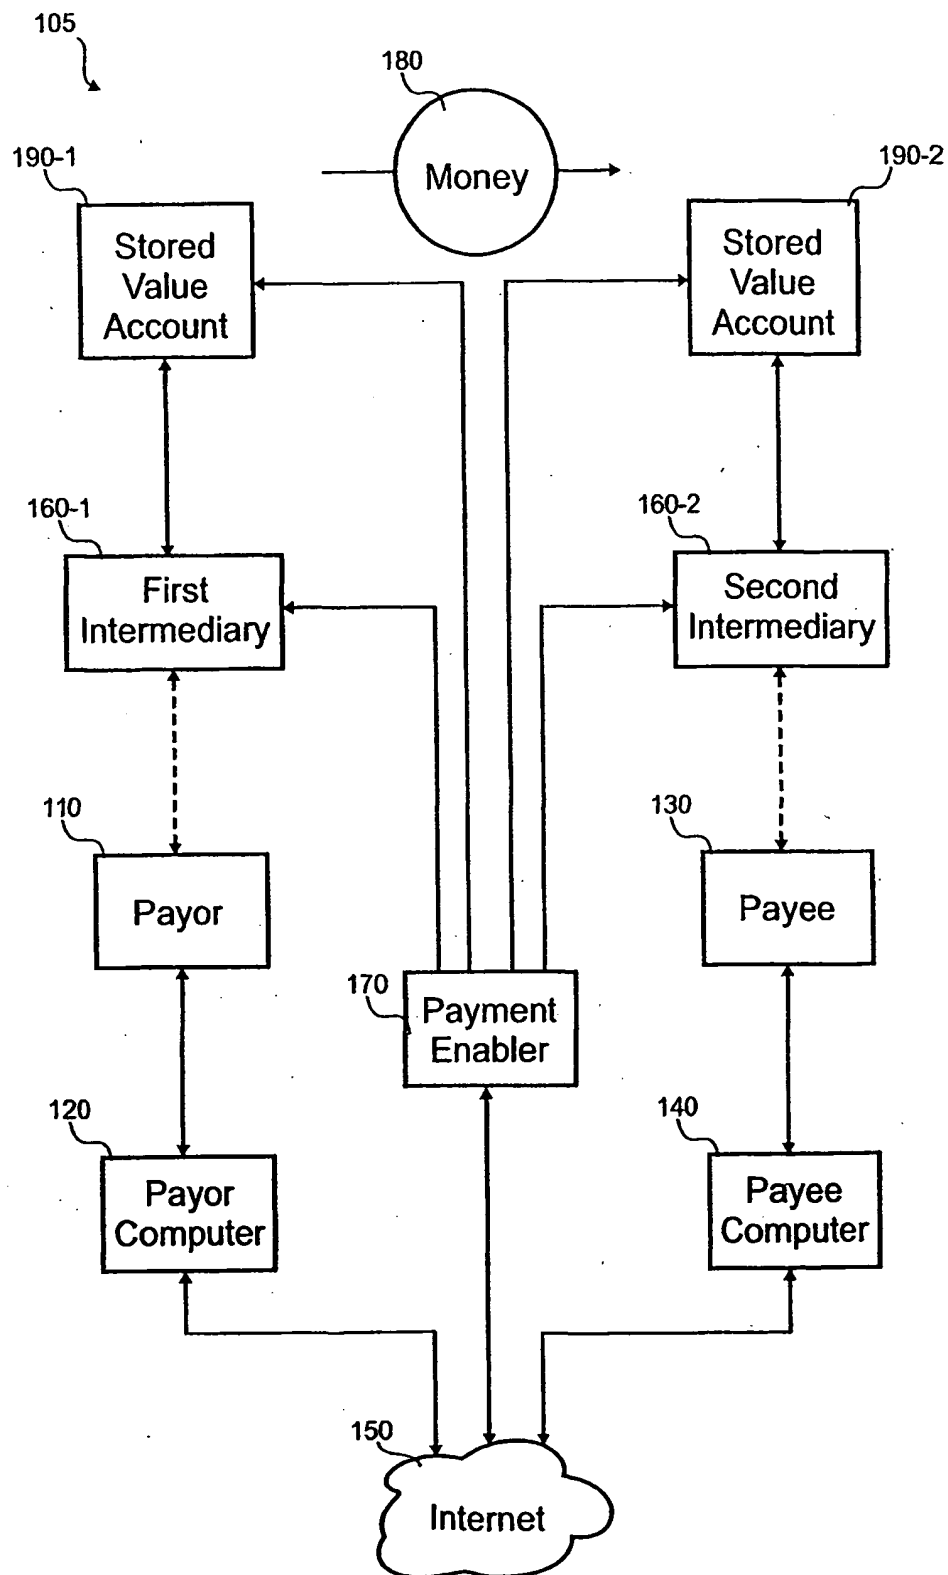 105
180
Money
190-1
190-2
Stored
Value
Account
Stored
Value
Account
160-1
160-2
First
Intermediary
Second
Intermediary
110
130
Payor
Payee
170
Payment
Enabler
120
140
Payor
Computer
Payee
Computer
150
Internet